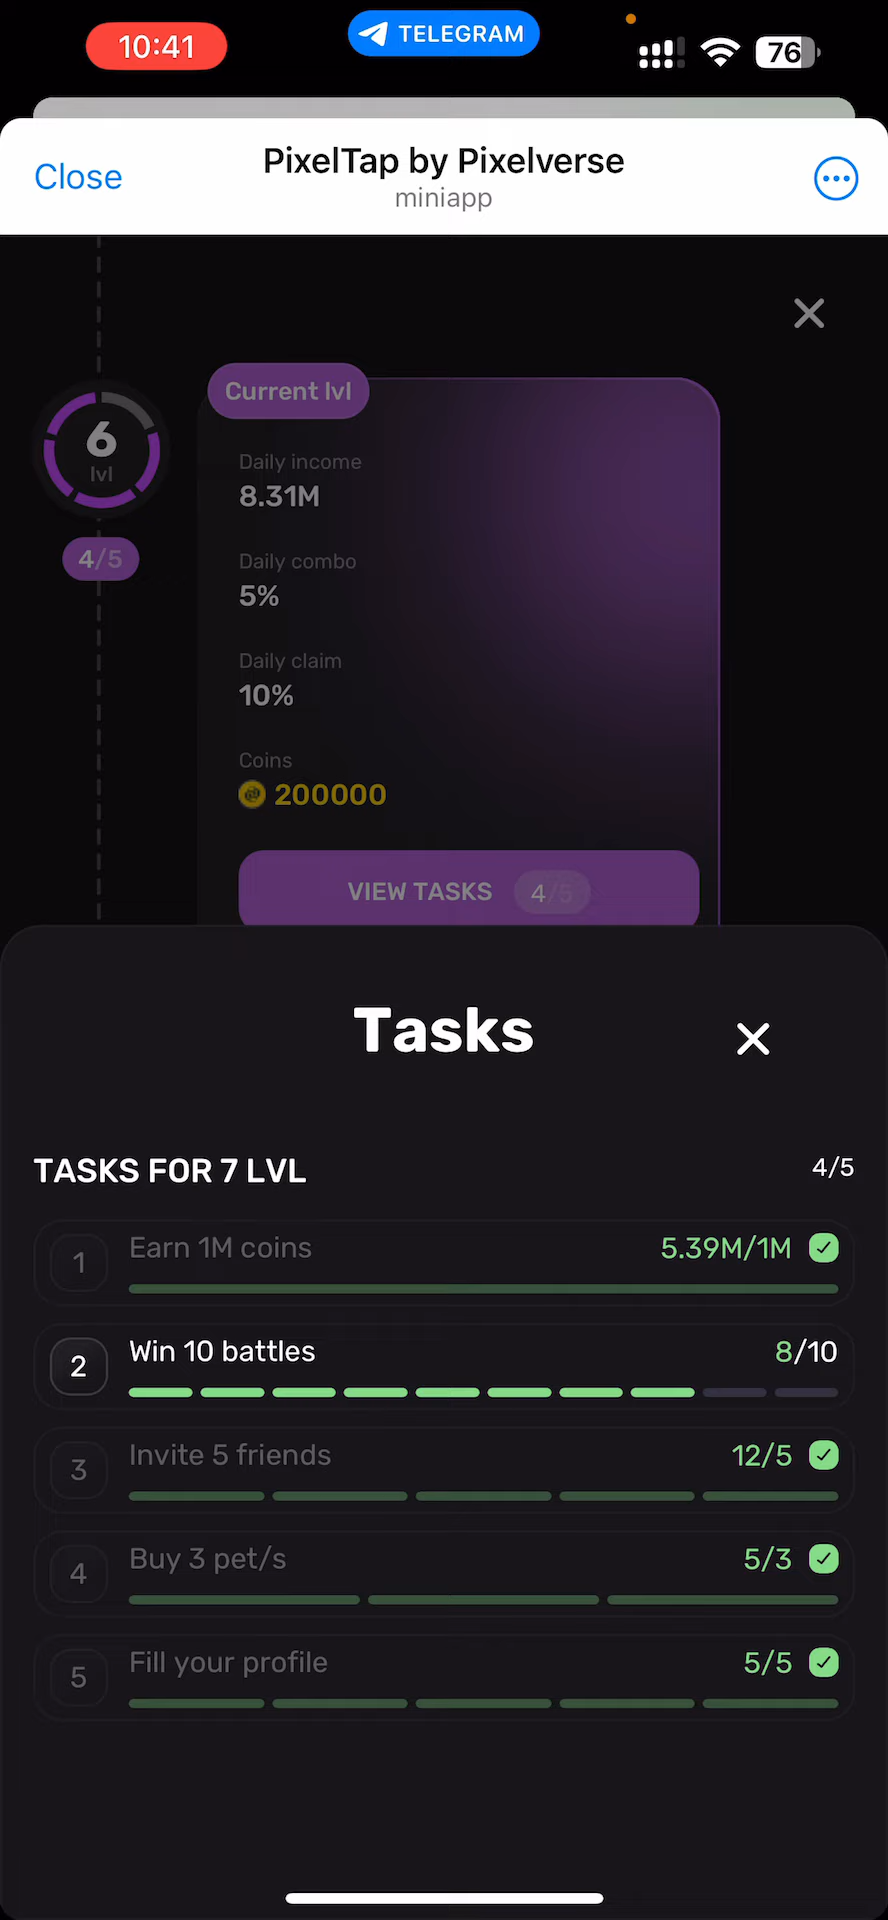 10:41
TELEGRAM
76
Close
PixelTap by Pixelverse
miniapp
6
lvl
4/5
Current lvl
Daily income
8.31M
Daily combo
5%
Daily claim
10%
Coins
200000
VIEW TASKS 4/5
Tasks
TASKS FOR 7 LVL 4/5
1 Earn 1M coins 5.39M/1M
2 Win 10 battles 8/10
3 Invite 5 friends 12/5
4 Buy 3 pet/s 5/3
5 Fill your profile 5/5